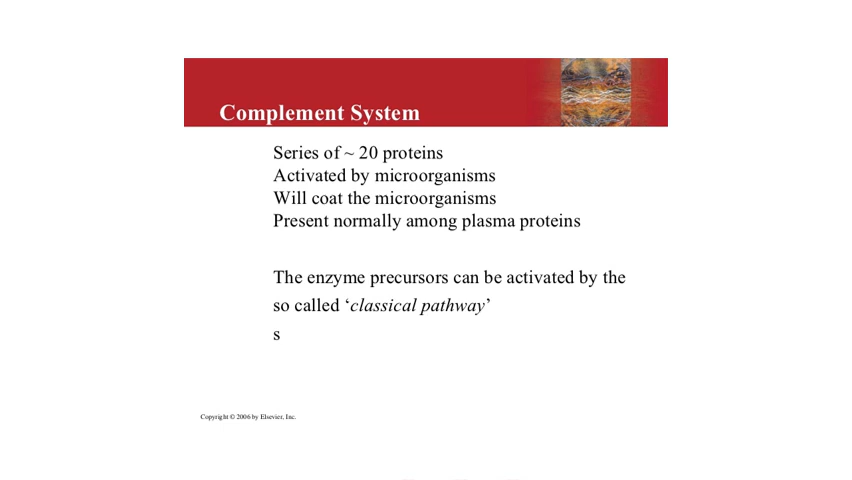 Complement System
Series of ~ 20 proteins
Activated by microorganisms
Will coat the microorganisms
Present normally among plasma proteins
The enzyme precursors can be activated by the
so called ‘classical pathway’
s
Copyright © 2006 by Elsevier, Inc.